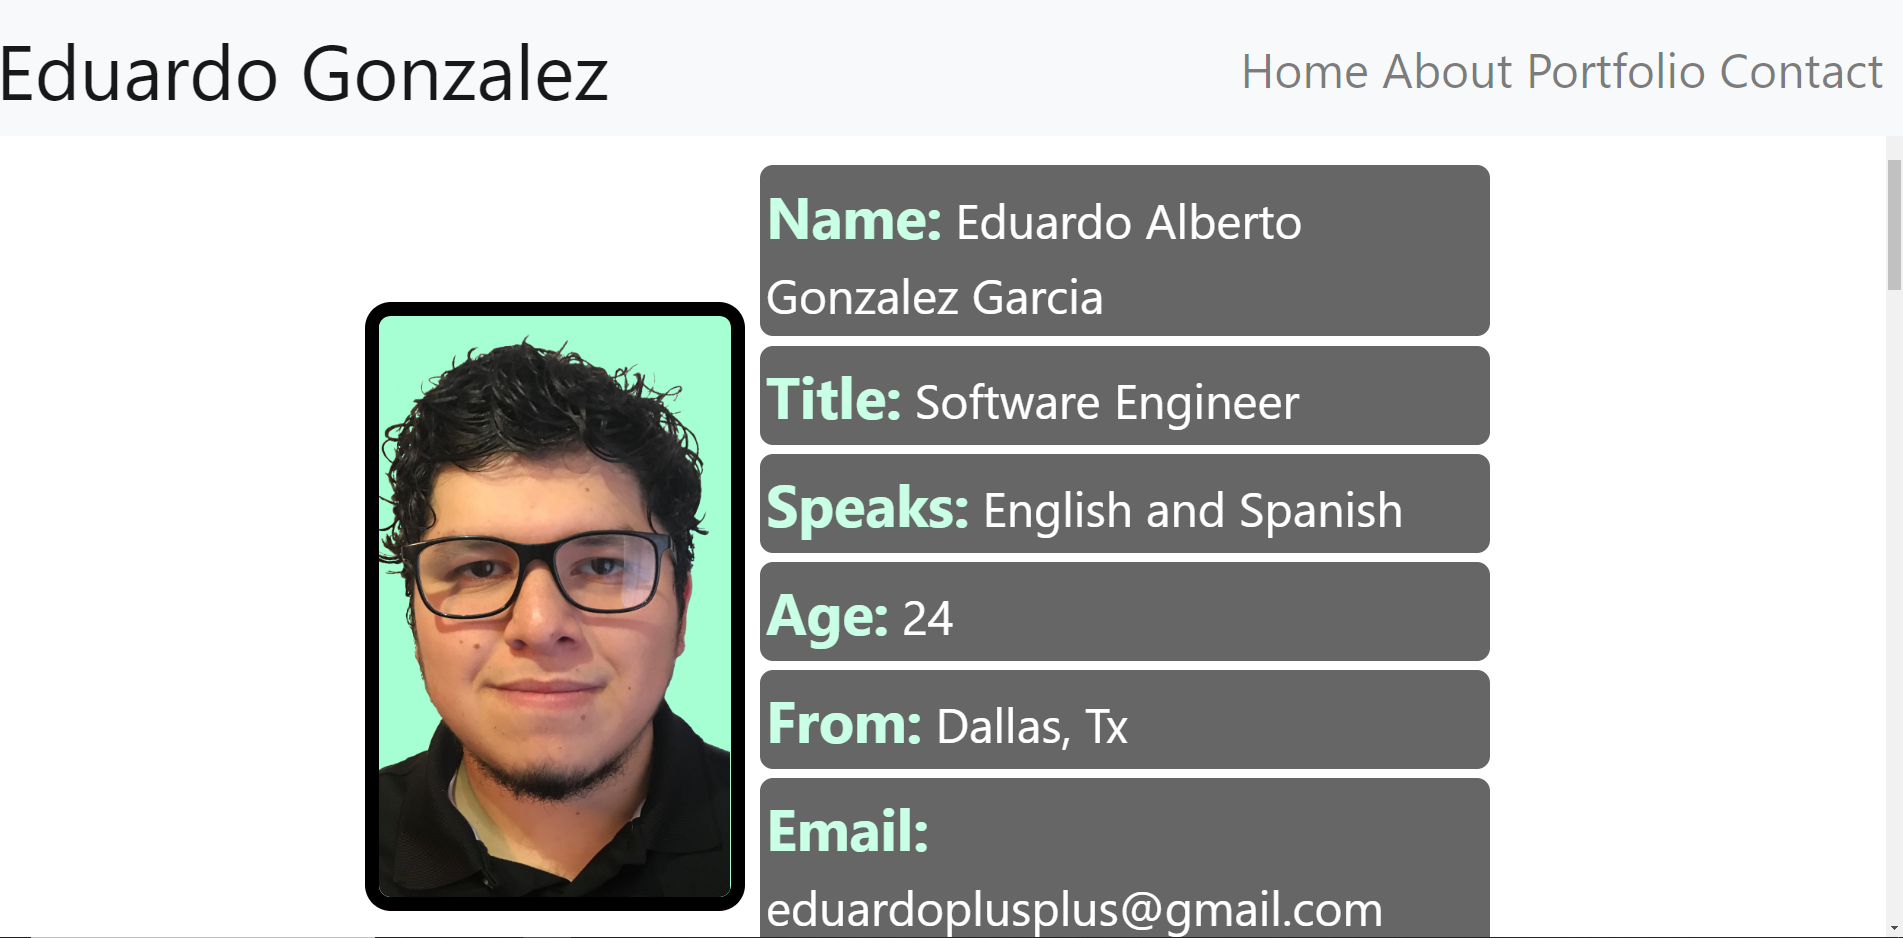 Eduardo Gonzalez
Home About Portfolio Contact
Name: Eduardo Alberto
Gonzalez Garcia
Title: Software Engineer
Speaks: English and Spanish
Age: 24
From: Dallas, Tx
Email:
eduardoplusplus@gmail.com